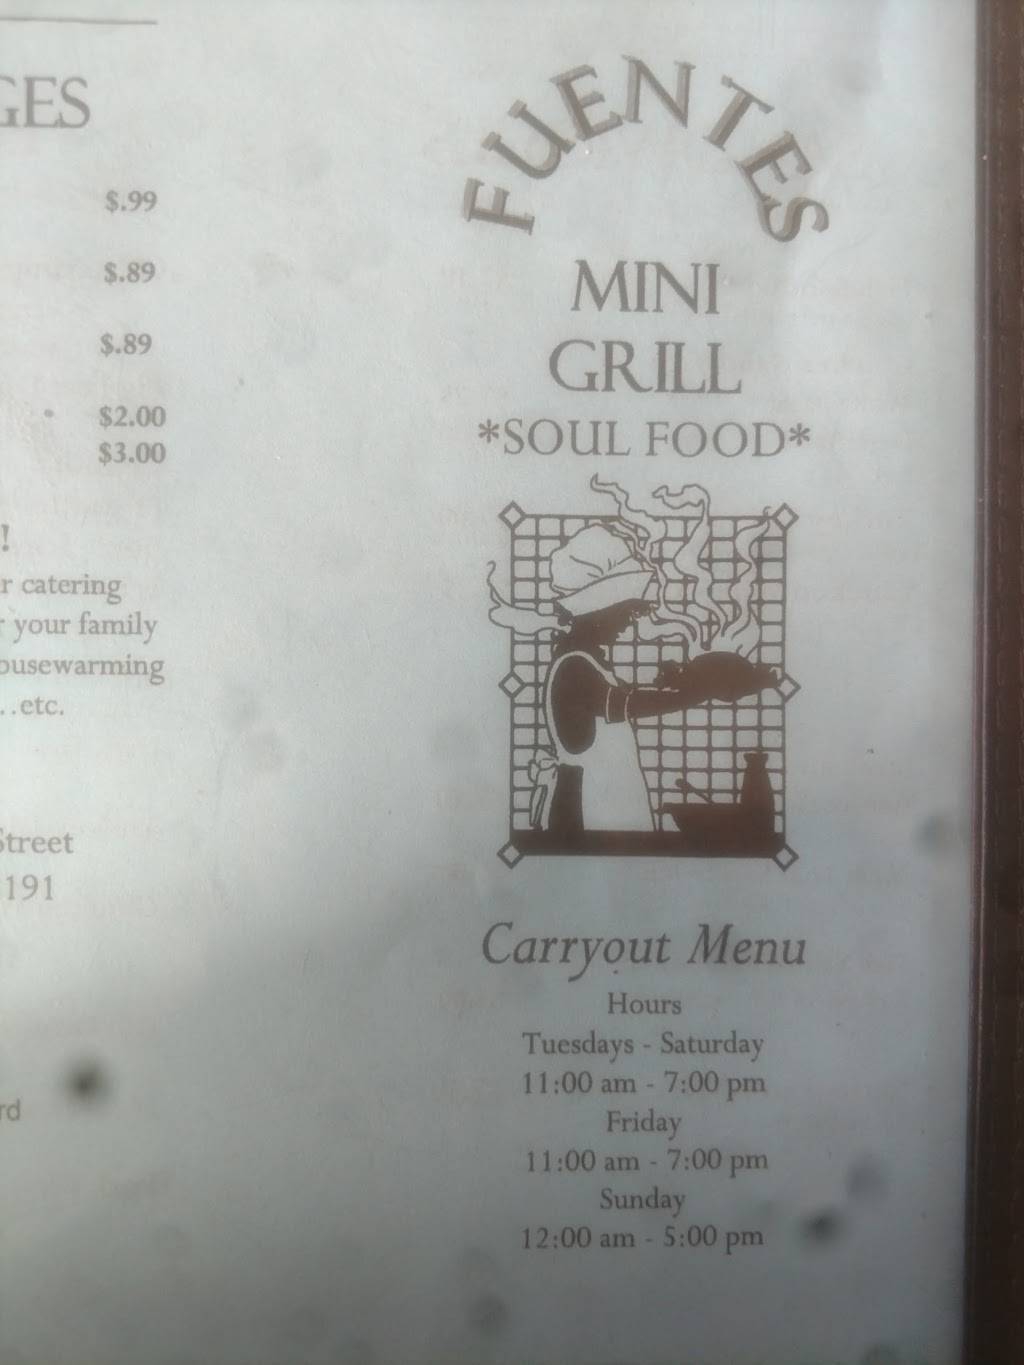 GES
$.99
$.89
$.89
$2.00
$3.00
!
r catering
your family
ousewarming
. .etc.
Street
191
rd
FUENTES
MINI
GRILL
*SOUL FOOD*
Carryout Menu
Hours
Tuesdays - Saturday
11:00 am - 7:00 pm
Friday
11:00 am - 7:00 pm
Sunday
12:00 am - 5:00 pm